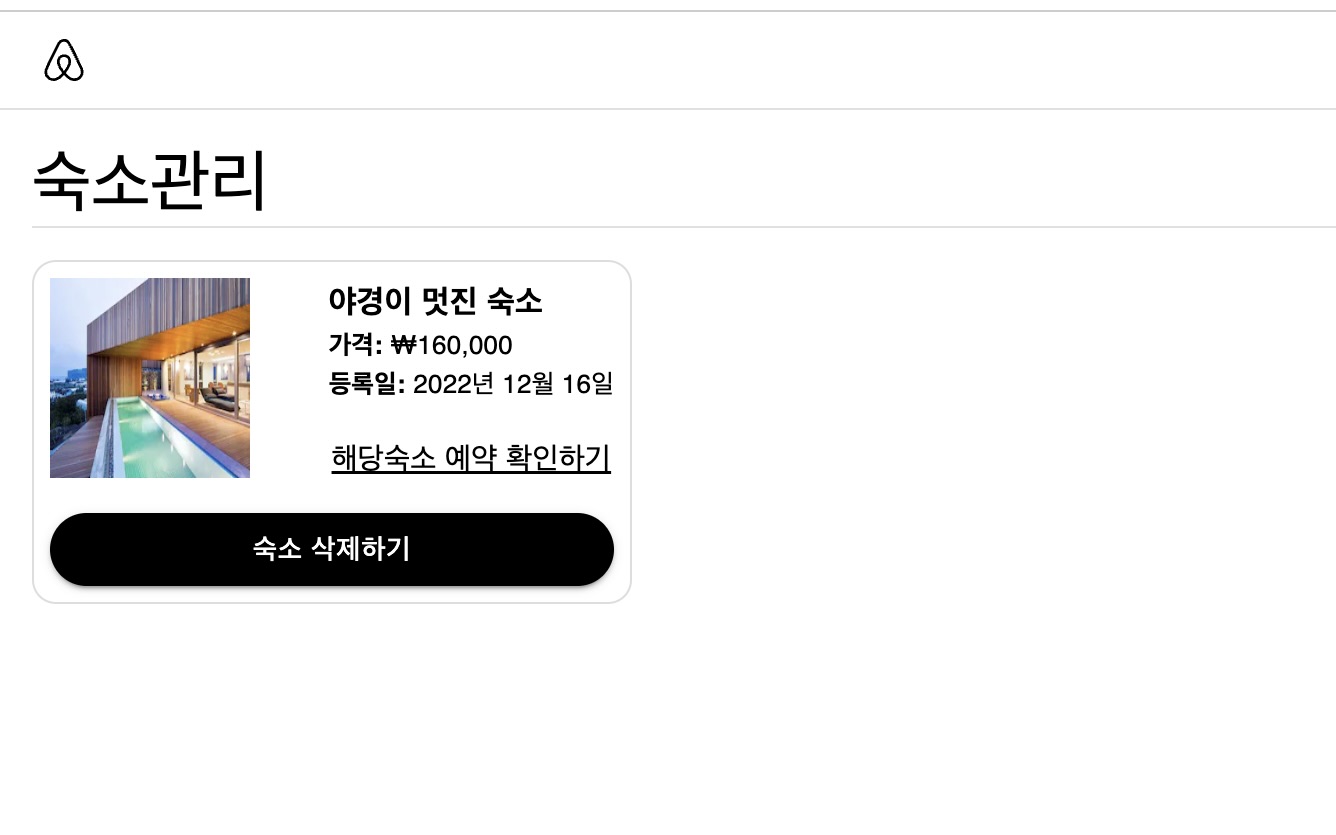 숙소관리
야경이 멋진 숙소
가격: ₩160,000
등록일: 2022년 12월 16일
해당숙소 예약 확인하기
숙소 삭제하기